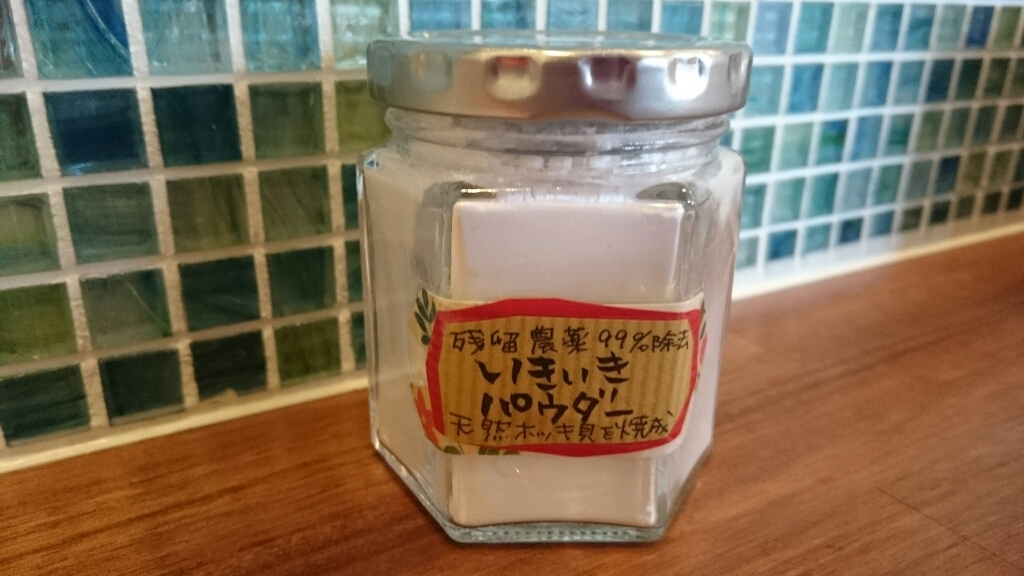 残留農薬99%除去
いきいき
パウダー
天然ホッキ貝を焼成